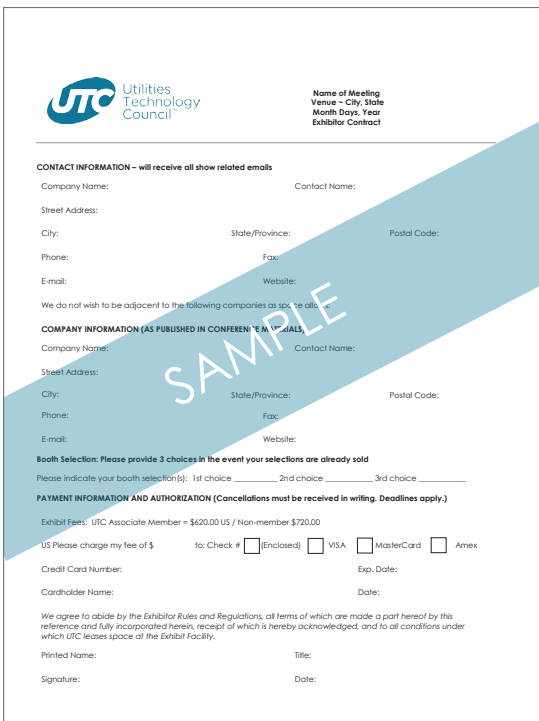 UTC Utilities
Technology
Council™
Name of Meeting
Venue ~ City, State
Month Days, Year
Exhibitor Contract
CONTACT INFORMATION – will receive all show related emails
Company Name: Contact Name:
Street Address:
City: State/Province: Postal Code:
Phone: Fax:
E-mail: Website:
We do not wish to be adjacent to the following companies as space allows:
SAMPLE
COMPANY INFORMATION (AS PUBLISHED IN CONFERENCE MATERIALS)
Company Name: Contact Name:
Street Address:
City: State/Province: Postal Code:
Phone: Fax:
E-mail: Website:
Booth Selection: Please provide 3 choices in the event your selections are already sold
Please indicate your booth selection(s): 1st choice __________ 2nd choice __________ 3rd choice __________
PAYMENT INFORMATION AND AUTHORIZATION (Cancellations must be received in writing. Deadlines apply.)
Exhibit Fees: UTC Associate Member = $620.00 US / Non-member $720.00
US Please charge my fee of $ to: Check # (Enclosed) VISA MasterCard Amex
Credit Card Number: Exp. Date:
Cardholder Name: Date:
We agree to abide by the Exhibitor Rules and Regulations, all terms of which are made a part hereof by this
reference and fully incorporated herein, receipt of which is hereby acknowledged, and to all conditions under
which UTC leases space at the Exhibit Facility.
Printed Name: Title:
Signature: Date: